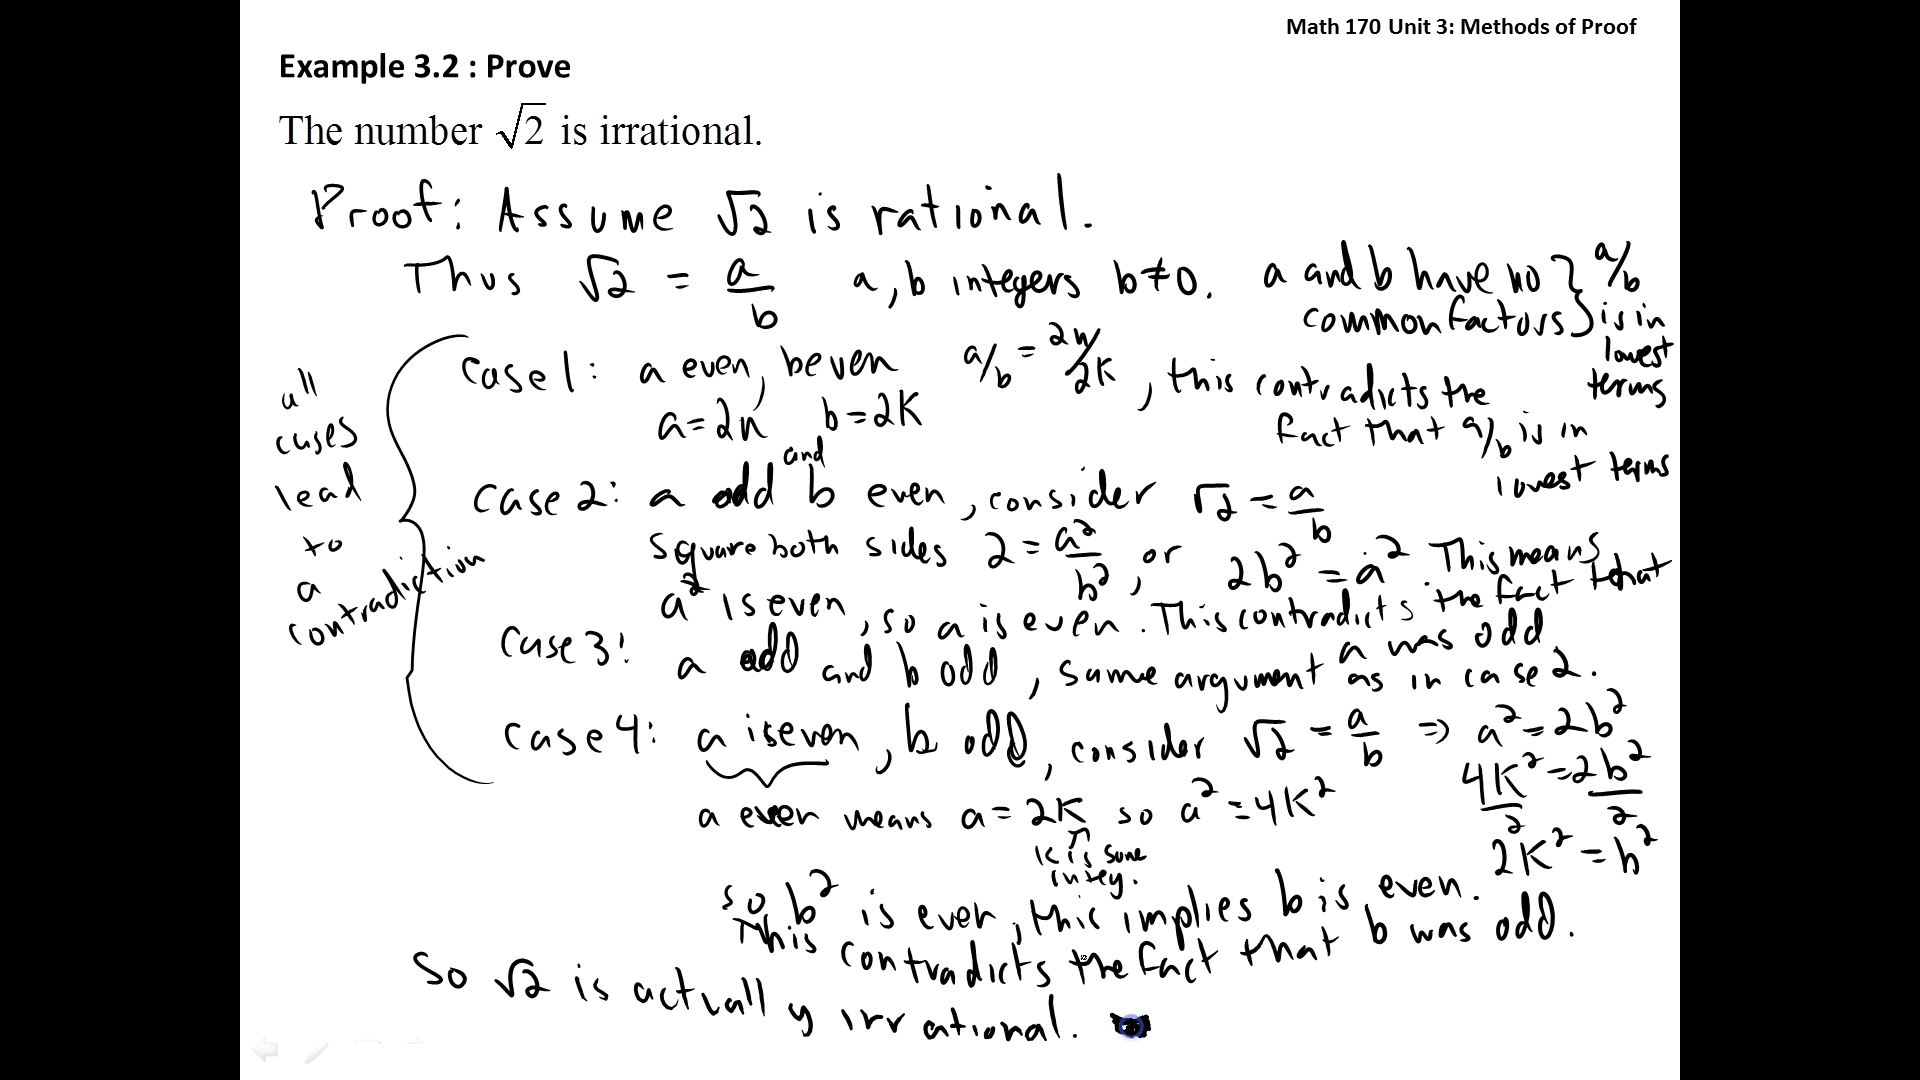 Math 170 Unit 3: Methods of Proof
Example 3.2 : Prove
The number √2 is irrational.
Proof: Assume √2 is rational.
Thus √2 = a/b a, b integers b≠0. a and b have no common factors } a/b is in lowest terms
all cases lead to a contradiction
case 1: a even, b even a/b = 2n/2K, this contradicts the
a=2n b=2K fact that a/b is in
lowest terms
case 2: a odd and b even, consider √2 = a/b
square both sides 2 = a²/b², or 2b² = a² This means
a² is even, so a is even. This contradicts the fact that
a was odd
case 3: a odd and b odd, same argument as in case 2.
case 4: a is even, b odd, consider √2 = a/b => a² = 2b²
4K² = 2b²
2 2
a even means a = 2K so a² = 4K²
2K² = b²
K is some
integ.
so b² is even, this implies b is even.
This contradicts the fact that b was odd.
So √2 is actually irrational.